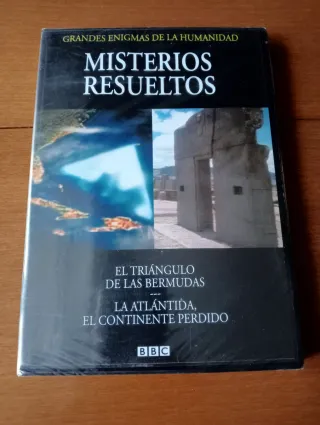 GRANDES ENIGMAS DE LA HUMANIDAD
MISTERIOS
RESUELTOS
EL TRIÁNGULO
DE LAS BERMUDAS
LA ATLÁNTIDA,
EL CONTINENTE PERDIDO
BBC